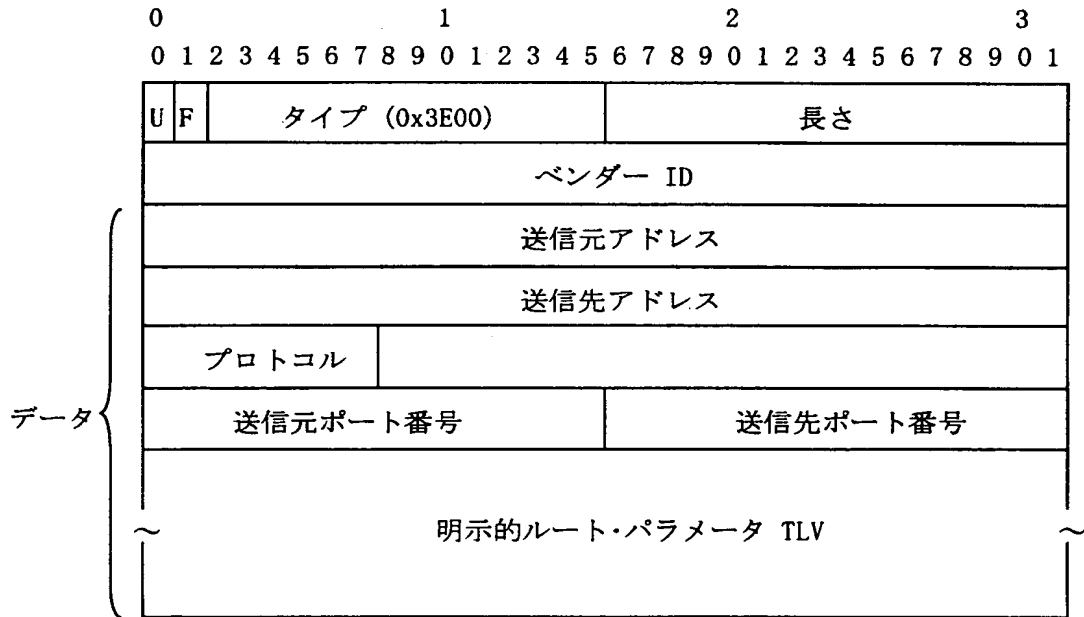 0 1 2 3
0 1 2 3 4 5 6 7 8 9 0 1 2 3 4 5 6 7 8 9 0 1 2 3 4 5 6 7 8 9 0 1
U F タイプ (0x3E00) 長さ
ベンダー ID
送信元アドレス
送信先アドレス
プロトコル
データ 送信元ポート番号 送信先ポート番号
~ 明示的ルート・パラメータ TLV ~